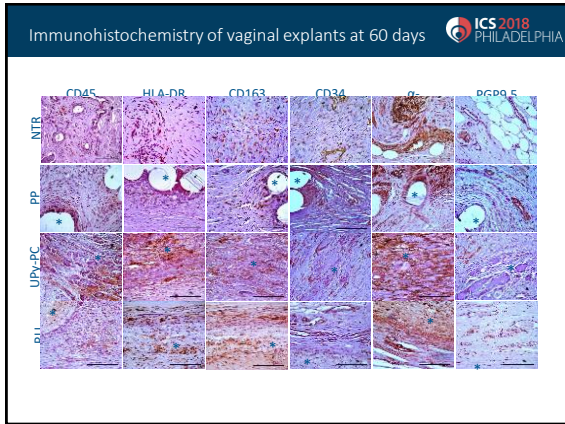 Immunohistochemistry of vaginal explants at 60 days
ICS 2018
PHILADELPHIA
CD45 HLA-DR CD163 CD34 α- PGP9.5
NTR
PP
UPy-PC